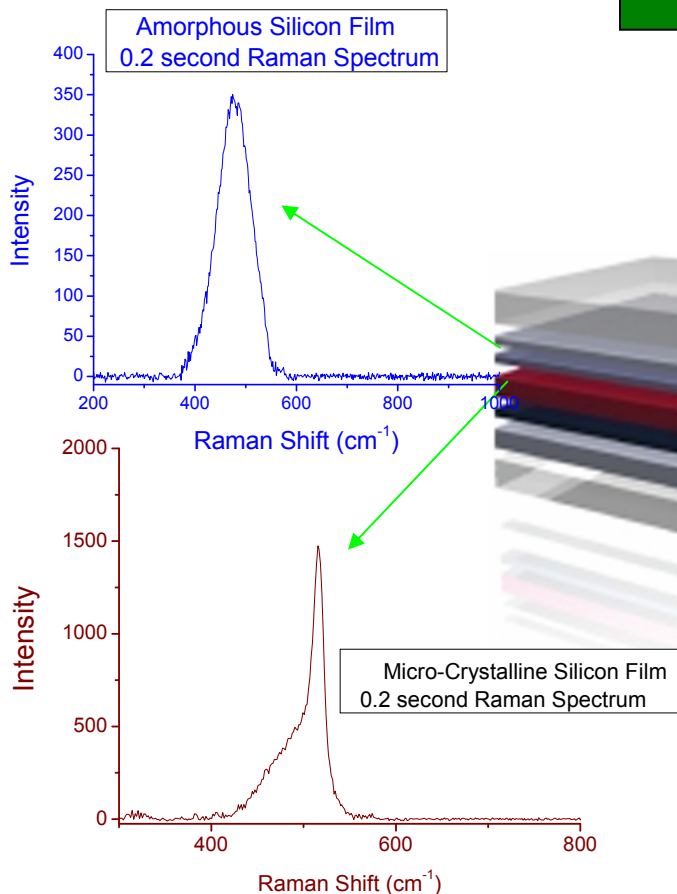 Amorphous Silicon Film
0.2 second Raman Spectrum
400
350
300
250
200
150
100
50
0
Intensity
200 400 600 800 1000
Raman Shift (cm⁻¹)
2000
1500
1000
500
0
Intensity
Micro-Crystalline Silicon Film
0.2 second Raman Spectrum
400 600 800
Raman Shift (cm⁻¹)